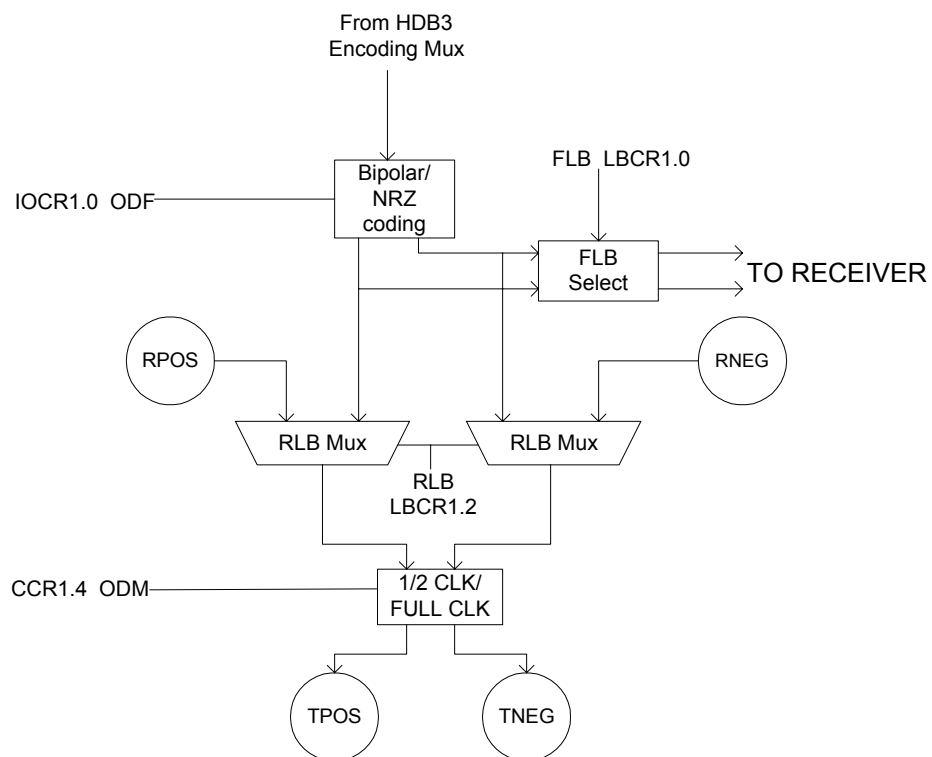 From HDB3
Encoding Mux
FLB LBCR1.0
Bipolar/
NRZ
coding
IOCR1.0 ODF
FLB
Select
TO RECEIVER
RPOS
RNEG
RLB Mux
RLB Mux
RLB
LBCR1.2
CCR1.4 ODM
1/2 CLK/
FULL CLK
TPOS
TNEG